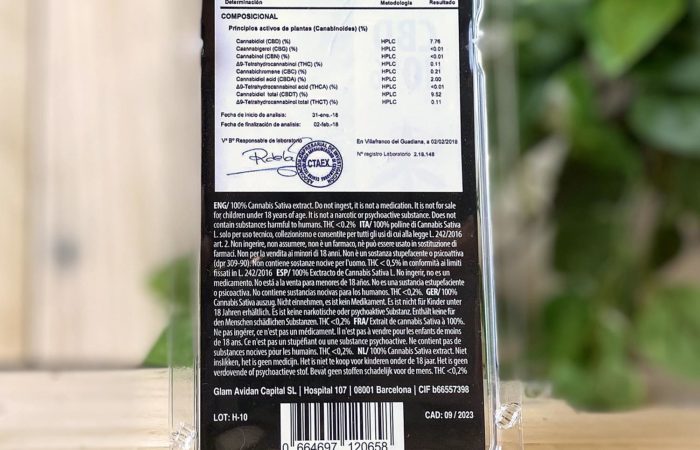 Determinación Metodología Resultado
COMPOSICIONAL
Principios activos de plantas (Canabinoides) (%)
Cannabidiol (CBD) (%) HPLC 7.76
Caannabigerol (CBG) (%) HPLC <0.01
Cannabinol (CBN) (%) HPLC <0.01
Δ9-Tetrahydrocannabinol (THC) (%) HPLC 0.11
Cannabichromene (CBC) (%) HPLC 0.21
Cannabidiol acid (CBDA) (%) HPLC 2.00
Δ9-Tetrahydrocannabinol acid (THCA) (%) HPLC <0.01
Cannabidiol total (CBDT) (%) HPLC 9.52
Δ9-Tetrahydrocannabinol total (THCT) (%) HPLC 0.11
Fecha de inicio de analisis: 31-ene.-18
Fecha de finalización de analisis: 02-feb.-18
Vº Bº Responsable de laboratorio En Villafranco del Guadiana, a 02/02/2018
Nº registro Laboratorio 2.18.148
CTAEX
ENG/ 100% Cannabis Sativa extract. Do not ingest, it is not a medication. It is not for sale
for children under 18 years of age. It is not a narcotic or psychoactive substance. Does not
contain substances harmful to humans. THC <0.2% ITA/ 100% polline di Cannabis Sativa
L. solo per uso tecnico, collezionismo e consentite per tutti gli usi di cui alla legge L. 242/2016
art. 2. Non ingerire, non assumere, non è un farmaco, nè può essere usato in sostituzione di
farmaci. Non per la vendita ai minori di 18 anni. Non è una sostanza stupefacente o psicoattiva
(dpr 309-90). Non contiene sostanze nocive per l'uomo. THC < 0,5% in conformità ai limiti
fissati in L. 242/2016 ESP/ 100% Exctracto de Cannabis Sativa L. No ingerir, no es un
medicamento. No está a la venta para menores de 18 años. No es una sustancia estupefaciente
o psicoactiva. No contiene sustancias nocivas para los humanos. THC <0,2%. GER/ 100%
Cannabis Sativa auszug. Nicht einnehmen, es ist kein Medikament. Es ist nicht für Kinder unter
18 Jahren erhältlich. Es ist keine narkotische oder psychoaktive Substanz. Enthält keine für
den Menschen schädlichen Substanzen. THC <0,2% FRA/ Extrait de cannabis Sativa à 100%.
Ne pas ingérer, ce n'est pas un médicament. Il n'est pas à vendre pour les enfants de moins
de 18 ans. Ce n'est pas un stupéfiant ou une substance psychoactive. Ne contient pas de
substances nocives pour les humains. THC <0,2%. NL/ 100% Cannabis Sativa extract. Niet
inslikken, het is geen medicijn. Het is niet te koop voor kinderen onder de 18 jaar. Het is geen
verdovende of psychoactieve stof. Bevat geen stoffen schadelijk voor de mens. THC <0,2%
Glam Avidan Capital SL | Hospital 107 | 08001 Barcelona | CIF b66557398
LOT: H-10 CAD: 09 / 2023
0 664697 120658